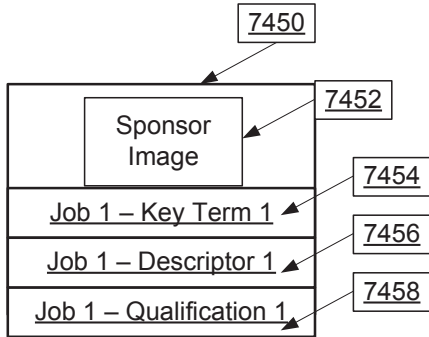 7450
7452
Sponsor
Image
7454
Job 1 – Key Term 1
7456
Job 1 – Descriptor 1
7458
Job 1 – Qualification 1